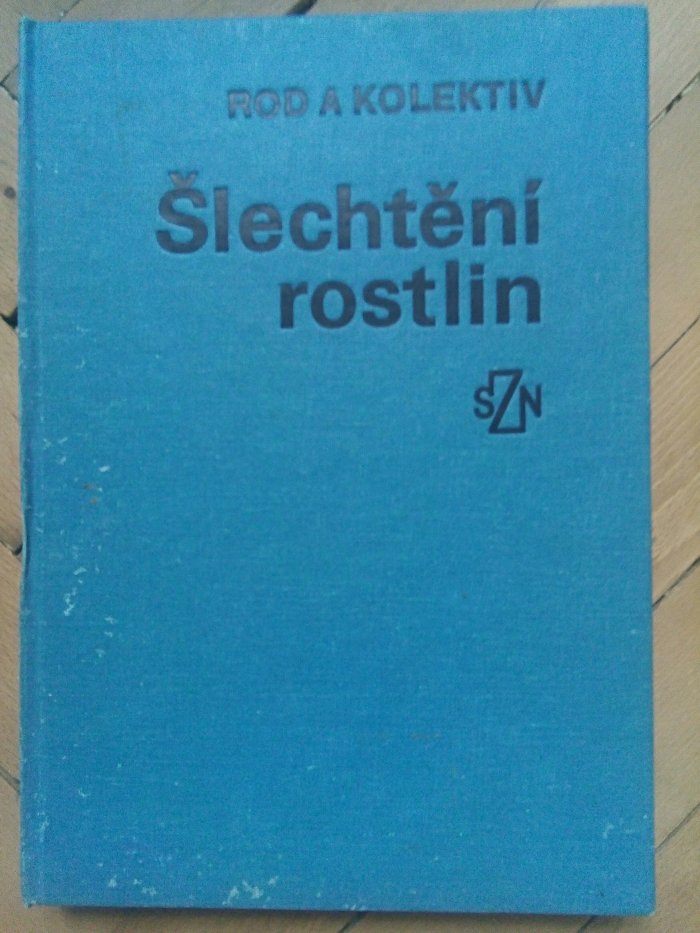 ROD A KOLEKTIV
Šlechtění
rostlin
SZN